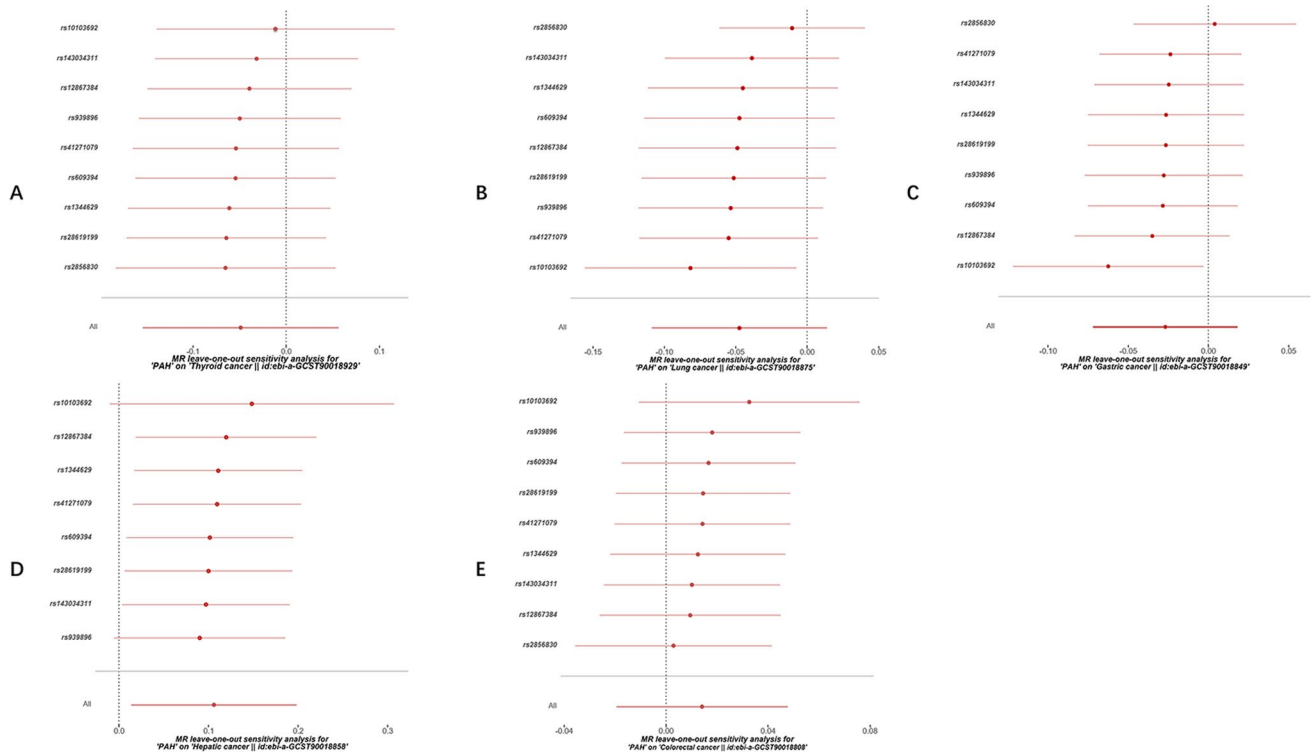 A
rs10103692
rs143034311
rs12867384
rs939896
rs41271079
rs609394
rs1344629
rs28619199
rs2856830
All
-0.1 0.0 0.1
MR leave-one-out sensitivity analysis for
'PAH' on 'Thyroid cancer || id:ebi-a-GCST90018929'
B
rs2856830
rs143034311
rs1344629
rs609394
rs12867384
rs28619199
rs939896
rs41271079
rs10103692
All
-0.15 -0.10 -0.05 0.00 0.05
MR leave-one-out sensitivity analysis for
'PAH' on 'Lung cancer || id:ebi-a-GCST90018875'
C
rs2856830
rs41271079
rs143034311
rs1344629
rs28619199
rs939896
rs609394
rs12867384
rs10103692
All
-0.10 -0.05 0.00 0.05
MR leave-one-out sensitivity analysis for
'PAH' on 'Gastric cancer || id:ebi-a-GCST90018849'
D
rs10103692
rs12867384
rs1344629
rs41271079
rs609394
rs28619199
rs143034311
rs939896
All
0.0 0.1 0.2 0.3
MR leave-one-out sensitivity analysis for
'PAH' on 'Hepatic cancer || id:ebi-a-GCST90018858'
E
rs10103692
rs939896
rs609394
rs28619199
rs41271079
rs1344629
rs143034311
rs12867384
rs2856830
All
-0.04 0.00 0.04 0.08
MR leave-one-out sensitivity analysis for
'PAH' on 'Colorectal cancer || id:ebi-a-GCST90018808'